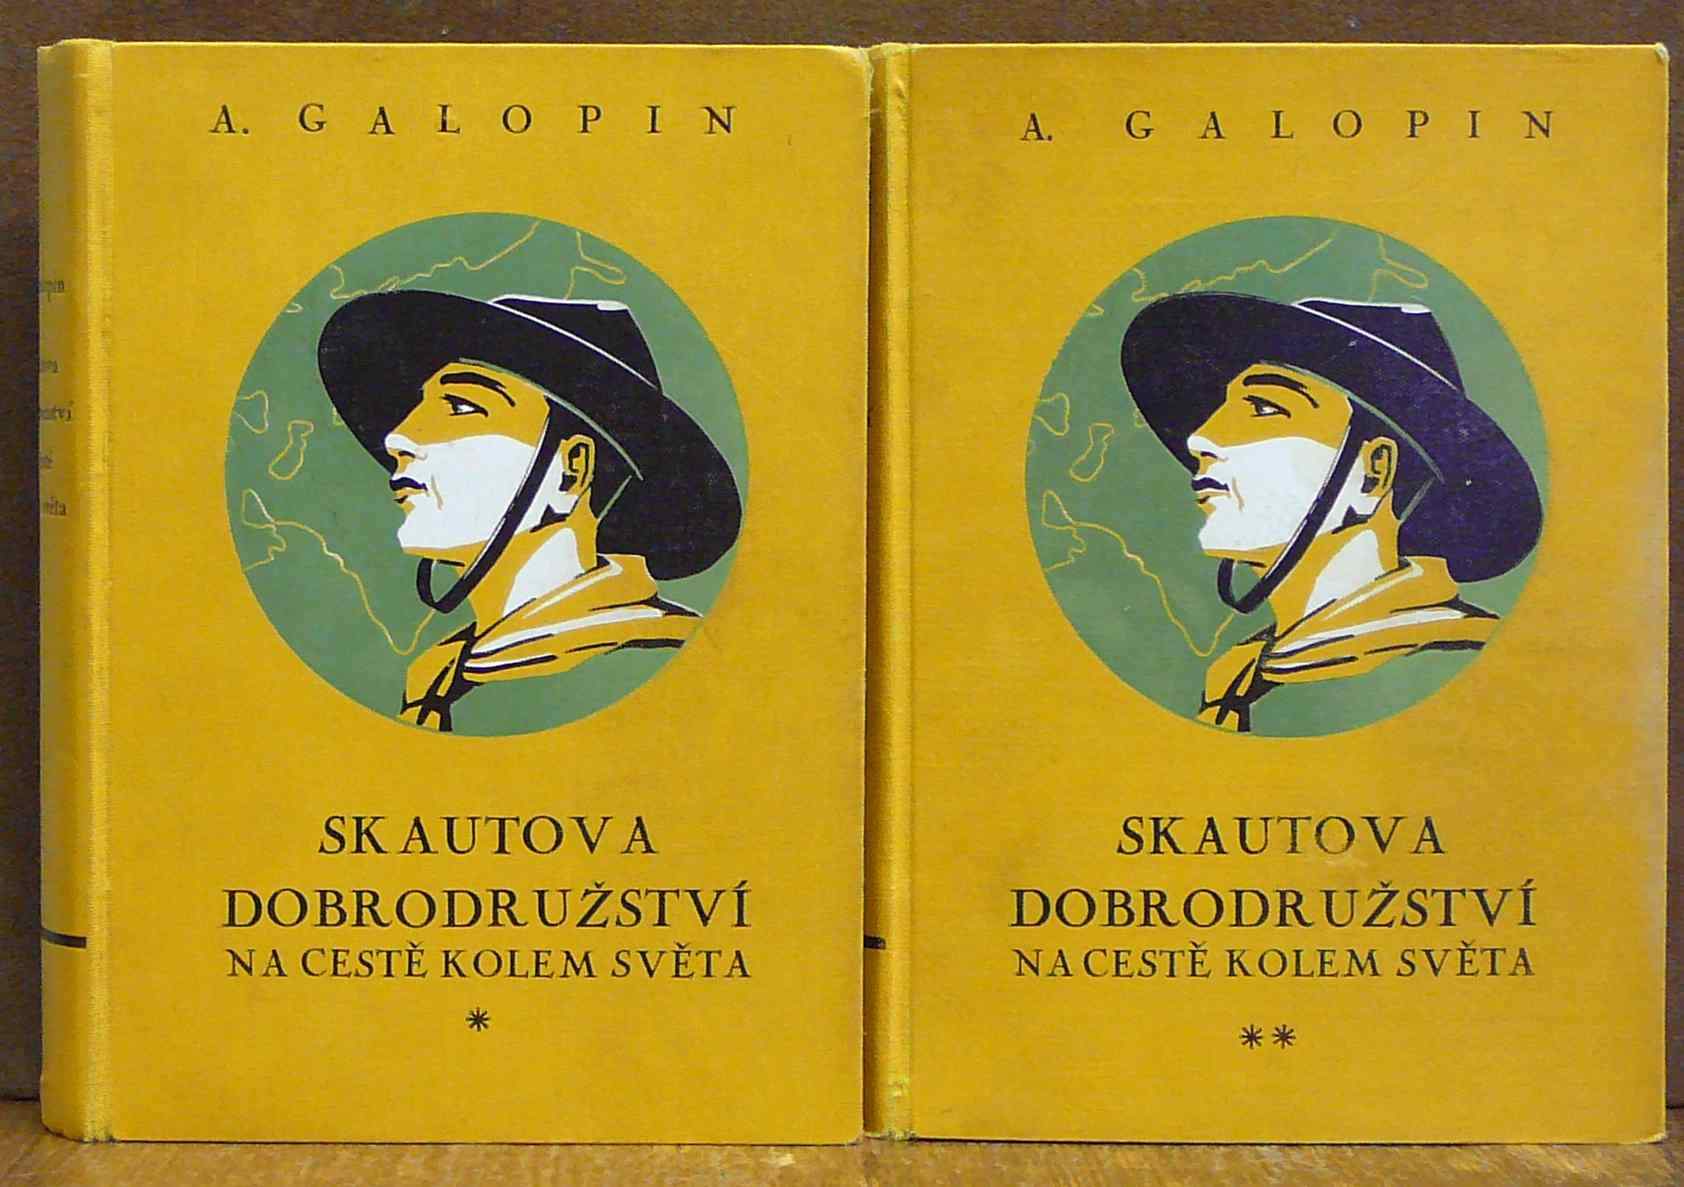 A. GALOPIN
SKAUTOVA
DOBRODRUŽSTVÍ
NA CESTĚ KOLEM SVĚTA
*
A. GALOPIN
SKAUTOVA
DOBRODRUŽSTVÍ
NA CESTĚ KOLEM SVĚTA
**